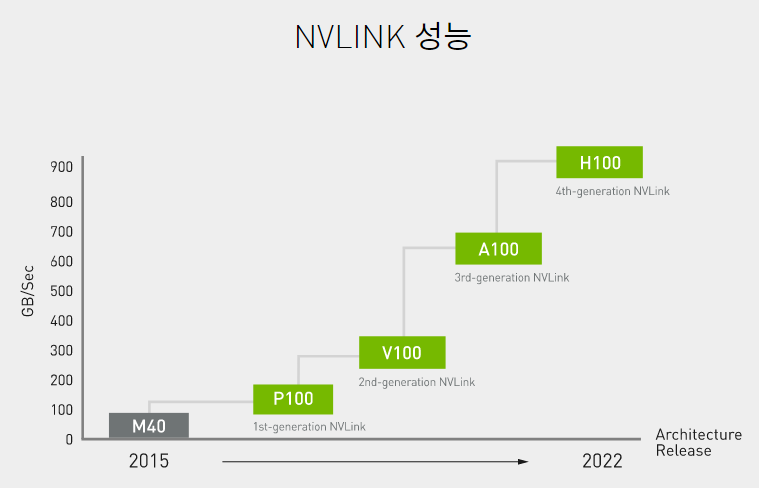 NVLINK 성능
900
800
700
600
500
400
300
200
100
0
GB/Sec
H100
4th-generation NVLink
A100
3rd-generation NVLink
V100
2nd-generation NVLink
P100
1st-generation NVLink
M40
2015
2022
Architecture
Release